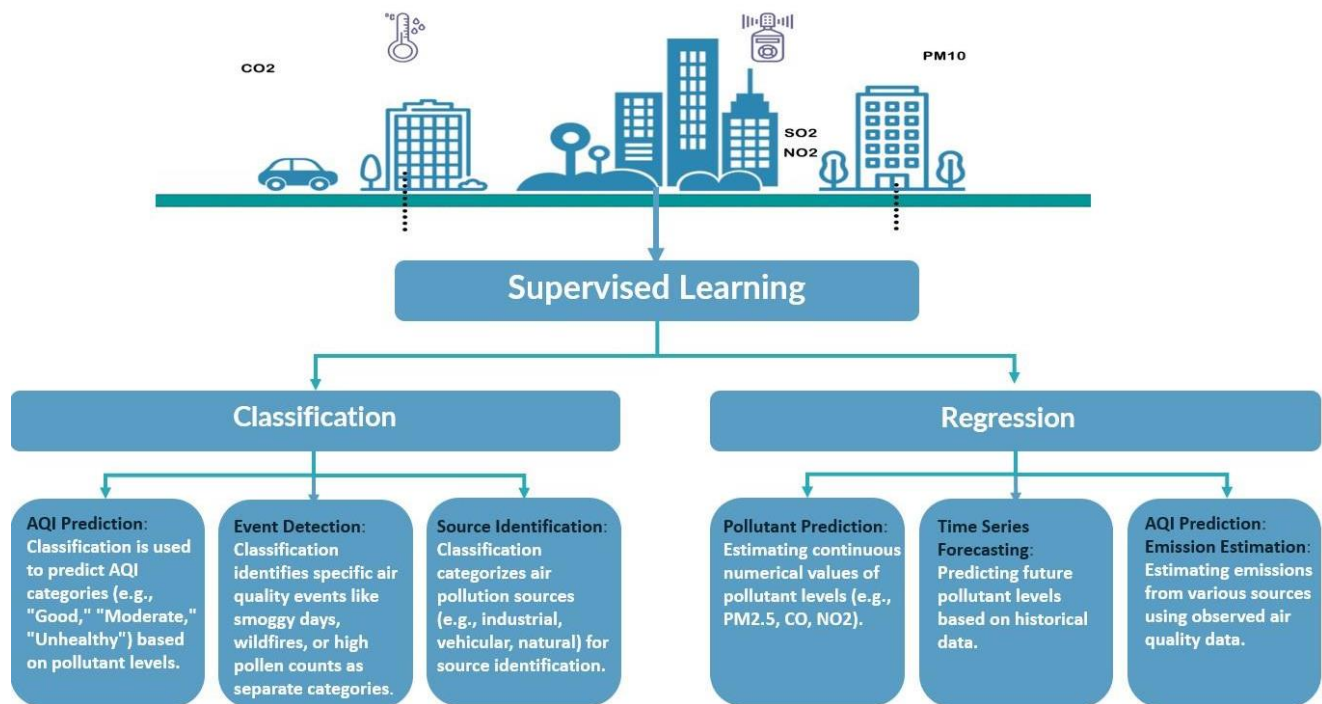 °C
CO2
PM10
SO2
NO2
Supervised Learning
Classification
Regression
AQI Prediction:
Classification is used
to predict AQI
categories (e.g.,
"Good," "Moderate,"
"Unhealthy") based
on pollutant levels.
Event Detection:
Classification
identifies specific air
quality events like
smoggy days,
wildfires, or high
pollen counts as
separate categories.
Source Identification:
Classification
categorizes air
pollution sources
(e.g., industrial,
vehicular, natural) for
source identification.
Pollutant Prediction:
Estimating continuous
numerical values of
pollutant levels (e.g.,
PM2.5, CO, NO2).
Time Series
Forecasting:
Predicting future
pollutant levels
based on historical
data.
AQI Prediction:
Emission Estimation:
Estimating emissions
from various sources
using observed air
quality data.